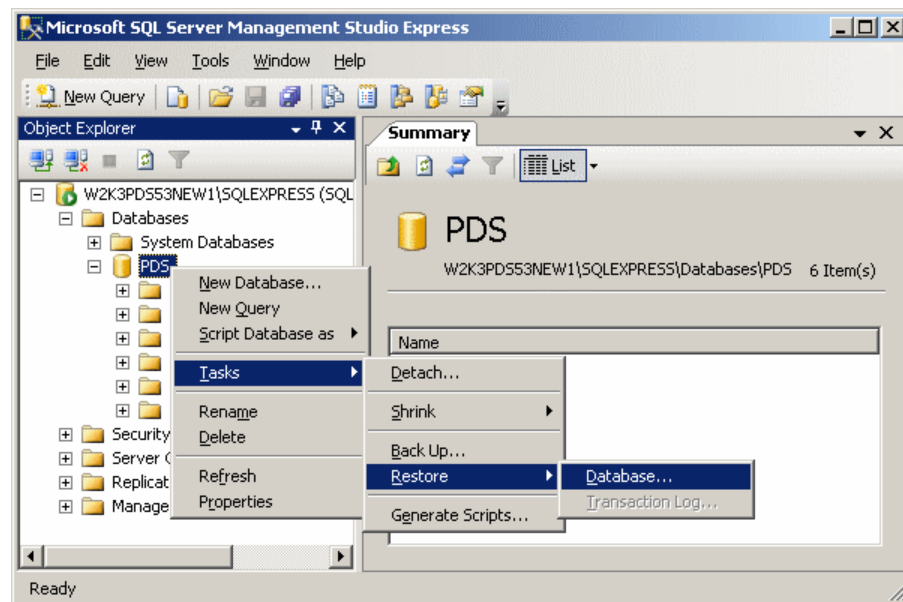 Microsoft SQL Server Management Studio Express
File Edit View Tools Window Help
New Query
Object Explorer
Summary
List
W2K3PDS53NEW1\SQLEXPRESS (SQL
Databases
System Databases
PDS
PDS
W2K3PDS53NEW1\SQLEXPRESS\Databases\PDS 6 Item(s)
New Database...
New Query
Script Database as
Name
Tasks
Detach...
Rename
Shrink
Delete
Back Up...
Refresh
Restore
Database...
Properties
Transaction Log...
Generate Scripts...
Security
Server
Replicat
Manage
Ready